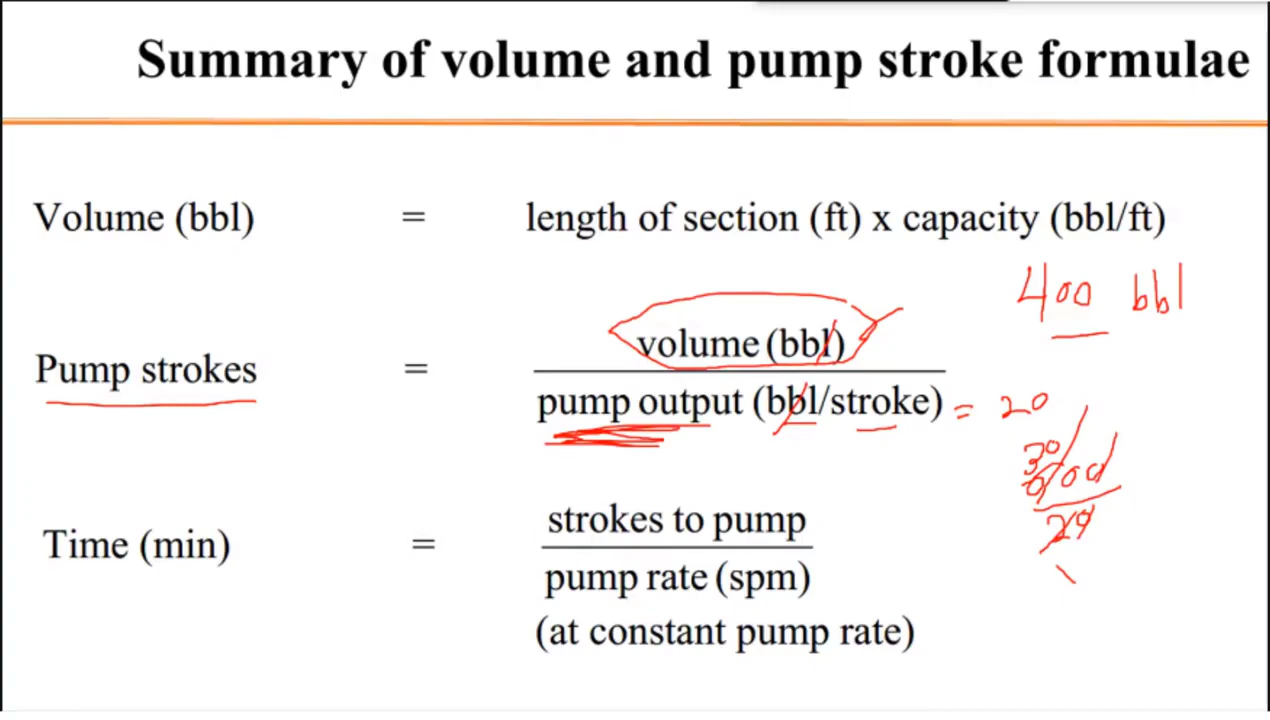 Summary of volume and pump stroke formulae
Volume (bbl) = length of section (ft) x capacity (bbl/ft)
400 bbl
Pump strokes = volume (bbl)
pump output (bbl/stroke) = 20
30
Time (min) = strokes to pump
pump rate (spm)
(at constant pump rate)